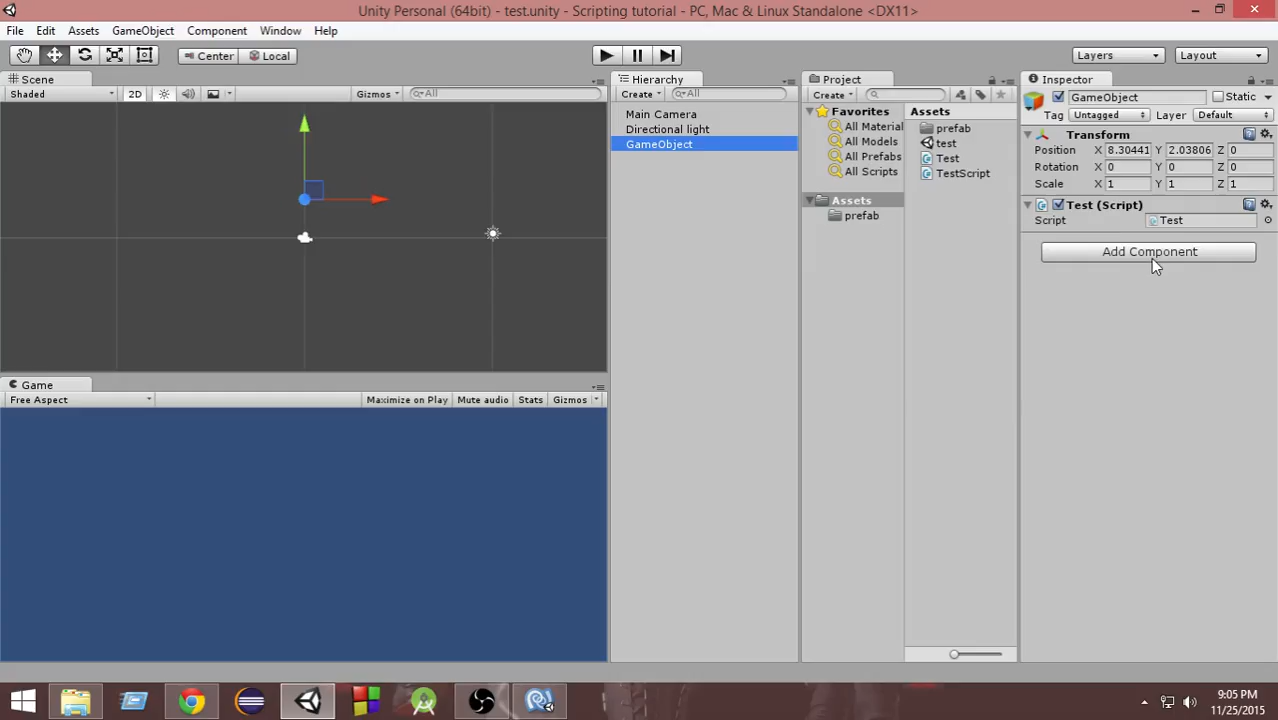 Unity Personal (64bit) - test.unity - Scripting tutorial - PC, Mac & Linux Standalone <DX11>
File Edit Assets GameObject Component Window Help
Center Local Layers Layout
Scene
Shaded 2D Gizmos All
Hierarchy
Create All
Main Camera
Directional light
GameObject
Project
Create
Favorites
All Material
All Models
All Prefabs
All Scripts
Assets
prefab
Assets
prefab
test
Test
TestScript
Inspector
GameObject Static
Tag Untagged Layer Default
Transform
Position X 8.30441 Y 2.03806 Z 0
Rotation X 0 Y 0 Z 0
Scale X 1 Y 1 Z 1
Test (Script)
Script Test
Add Component
Game
Free Aspect Maximize on Play Mute audio Stats Gizmos
9:05 PM
11/25/2015